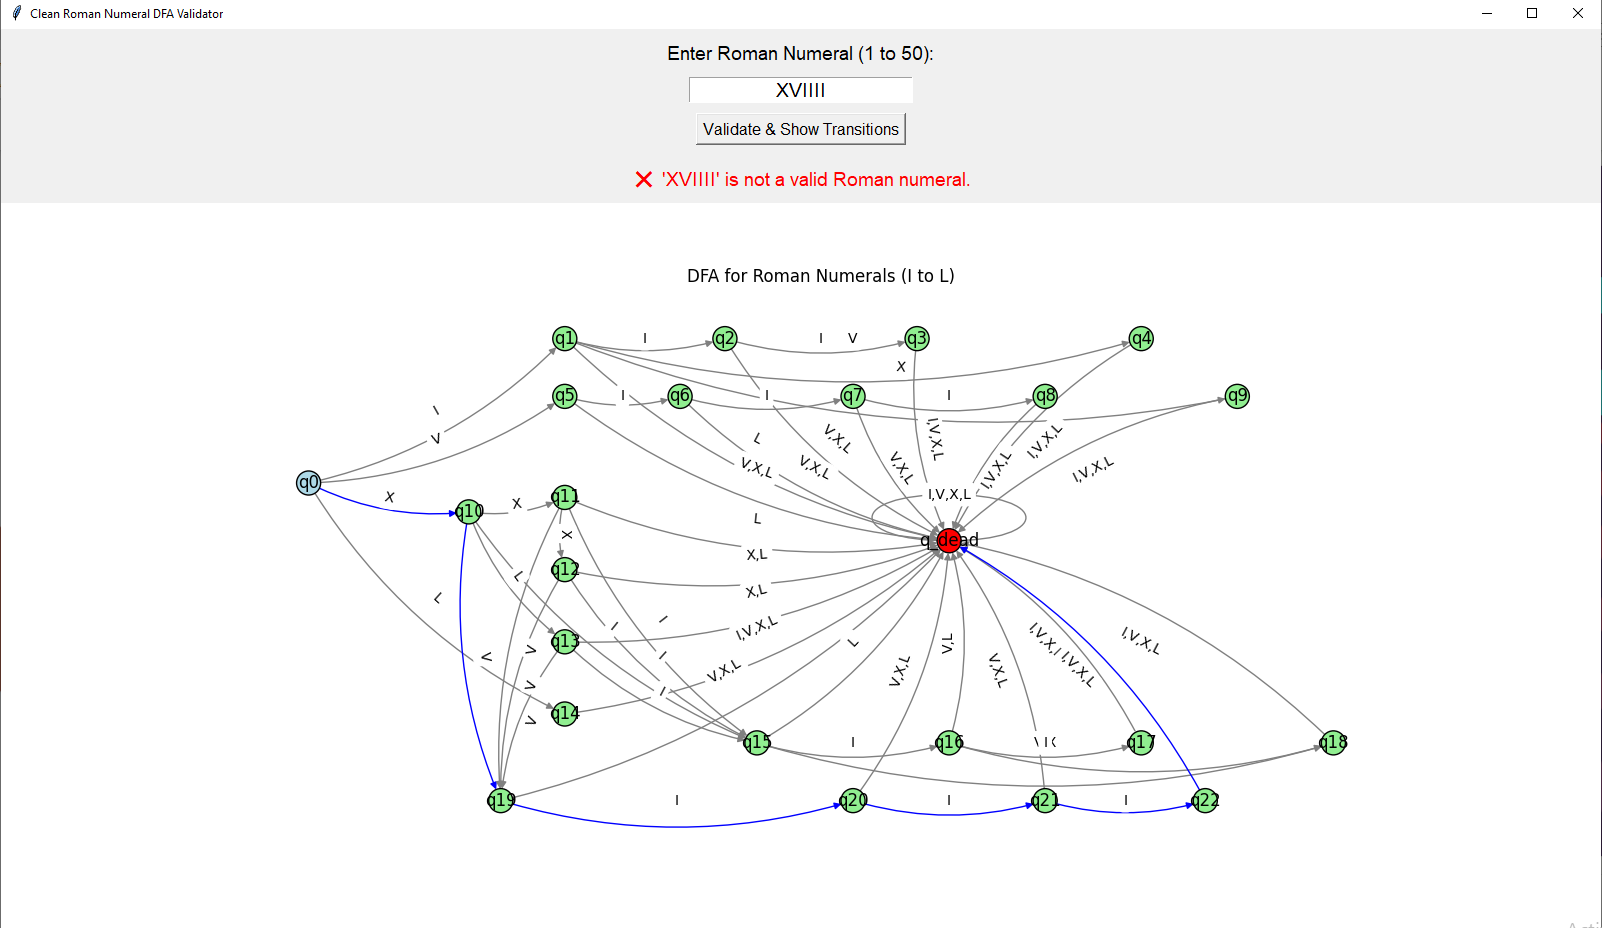 Clean Roman Numeral DFA Validator
Enter Roman Numeral (1 to 50):
XVIIII
Validate & Show Transitions
❌ 'XVIIII' is not a valid Roman numeral.
DFA for Roman Numerals (I to L)
q1 I q2 I V q3 q4
X
q5 I q6 I q7 I q8 q9
I
V
L V,X,L I,V,X,L I,V,X,L
V,X,L V,X,L V,X,L I,V,X,L I,V,X,L
q0 X q10 X q11 I,V,X,L
L
X q_dead
X,L
q12 L X,L
L I I I,V,X,L
q13 V V I L V,L I,V,X, I,V,X,L I,V,X,L
V I V,X,L V,X,L V,X,L
q14 V
q15 I q16 I q17 q18
q19 I q20 I q21 I q22